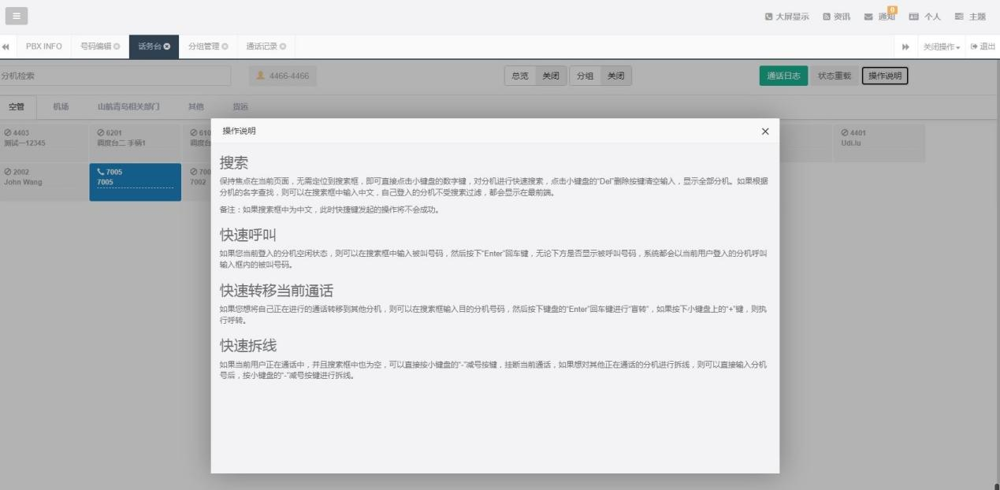 大屏显示 资讯 通知 0 个人 主题
PBX INFO 号码编辑 话务台 分组管理 通话记录 关闭操作 退出
分机检索 4466-4466 总览 关闭 分组 关闭 通话日志 状态重载 操作说明
空管 机场 山航青岛相关部门 其他 货运
4403 6201 610 4401
测试一12345 调度台二 手柄1 调度台 Udi.lu
2002 7005 700
John Wang 7005 7002
操作说明
搜索
保持焦点在当前页面，无需定位到搜索框，即可直接点击小键盘的数字键，对分机进行快速搜索，点击小键盘的“Del”删除按键清空输入，显示全部分机。如果根据
分机的名字查找，则可以在搜索框中输入中文，自己登入的分机不受搜索过滤，都会显示在最前端。
备注：如果搜索框中为中文，此时快捷键发起的操作将不会成功。
快速呼叫
如果您当前登入的分机空闲状态，则可以在搜索框中输入被叫号码，然后按下“Enter”回车键，无论下方是否显示被呼叫号码，系统都会以当前用户登入的分机呼叫
输入框内的被叫号码。
快速转移当前通话
如果您想将自己正在进行的通话转移到其他分机，则可以在搜索框输入目的分机号码，然后按下键盘的“Enter”回车键进行“盲转”，如果按下小键盘上的“+”键，则执
行呼转。
快速拆线
如果当前用户正在通话中，并且搜索框中也为空，可以直接按小键盘的“-”减号按键，挂断当前通话，如果想对其他正在通话的分机进行拆线，则可以直接输入分机
号后，按小键盘的“-”减号按键进行拆线。